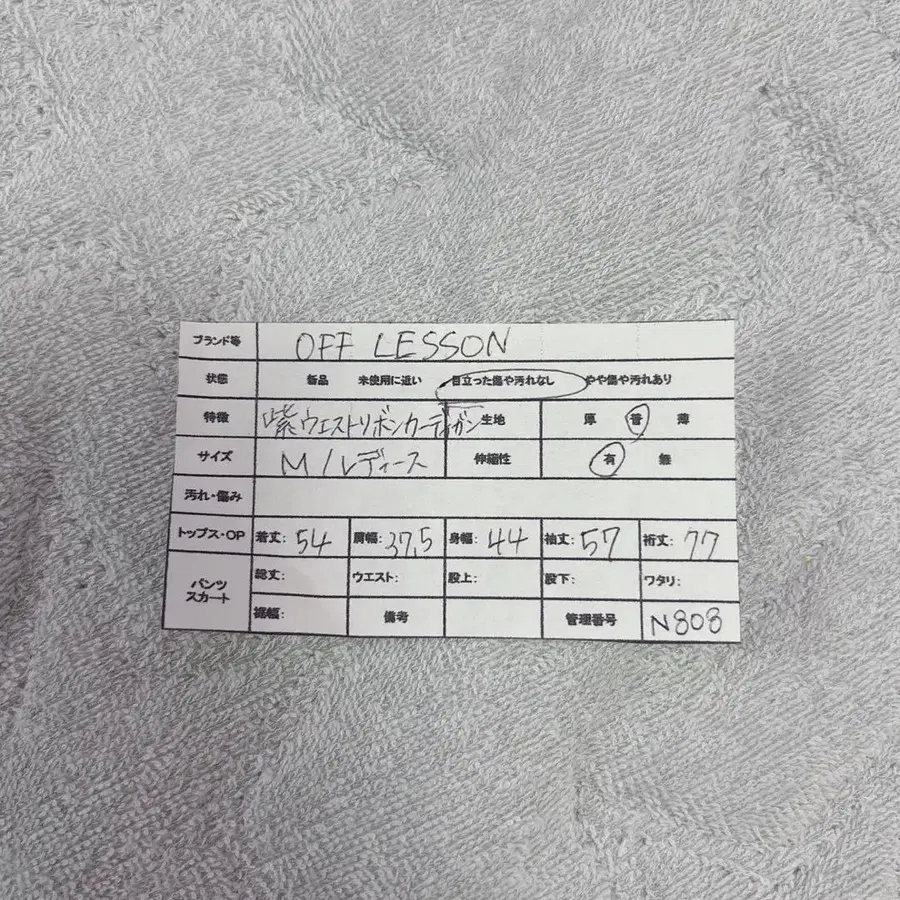 ブランド等 OFF LESSON
状態 新品 未使用に近い 目立った傷や汚れなし やや傷や汚れあり
特徴 紫ウエストリボンカーディガン 生地 厚 普 薄
サイズ M/レディース 伸縮性 有 無
汚れ・傷み
トップス・OP 着丈: 54 肩幅: 37.5 身幅: 44 袖丈: 57 裄丈: 77
パンツ スカート 総丈: ウエスト: 股上: 股下: ワタリ:
裾幅: 備考 管理番号 N808